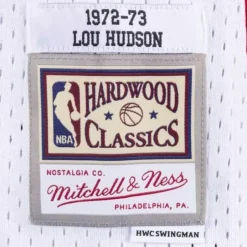 1972-73
LOU HUDSON
HARDWOOD
NBA
CLASSICS
NOSTALGIA CO.
Mitchell & Ness
PHILADELPHIA, PA.
HWC SWINGMAN